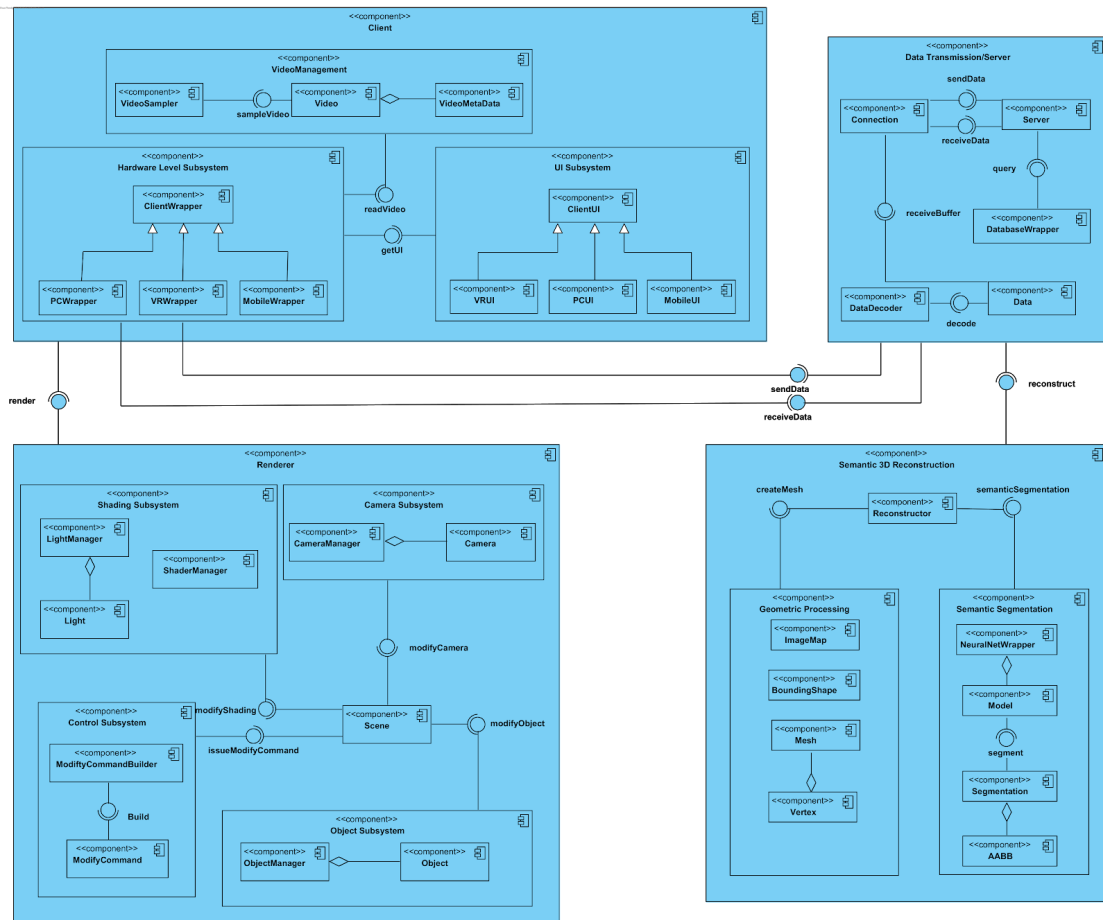 <<component>>
Client
<<component>>
VideoManagement
<<component>>
VideoSampler
sampleVideo
<<component>>
Video
<<component>>
VideoMetaData
<<component>>
Hardware Level Subsystem
<<component>>
ClientWrapper
<<component>>
PCWrapper
<<component>>
VRWrapper
<<component>>
MobileWrapper
readVideo
getUI
<<component>>
UI Subsystem
<<component>>
ClientUI
<<component>>
VRUI
<<component>>
PCUI
<<component>>
MobileUI
<<component>>
Data Transmission/Server
sendData
<<component>>
Connection
<<component>>
Server
receiveData
query
receiveBuffer
<<component>>
DatabaseWrapper
<<component>>
DataDecoder
decode
<<component>>
Data
render
sendData
receiveData
reconstruct
<<component>>
Renderer
<<component>>
Shading Subsystem
<<component>>
LightManager
<<component>>
ShaderManager
<<component>>
Light
<<component>>
Camera Subsystem
<<component>>
CameraManager
<<component>>
Camera
modifyCamera
modifyShading
<<component>>
Scene
modifyObject
issueModifyCommand
<<component>>
Control Subsystem
<<component>>
ModiftyCommandBuilder
Build
<<component>>
ModifyCommand
<<component>>
Object Subsystem
<<component>>
ObjectManager
<<component>>
Object
<<component>>
Semantic 3D Reconstruction
createMesh
<<component>>
Reconstructor
semanticSegmentation
<<component>>
Geometric Processing
<<component>>
ImageMap
<<component>>
BoundingShape
<<component>>
Mesh
<<component>>
Vertex
<<component>>
Semantic Segmentation
<<component>>
NeuralNetWrapper
<<component>>
Model
segment
<<component>>
Segmentation
<<component>>
AABB